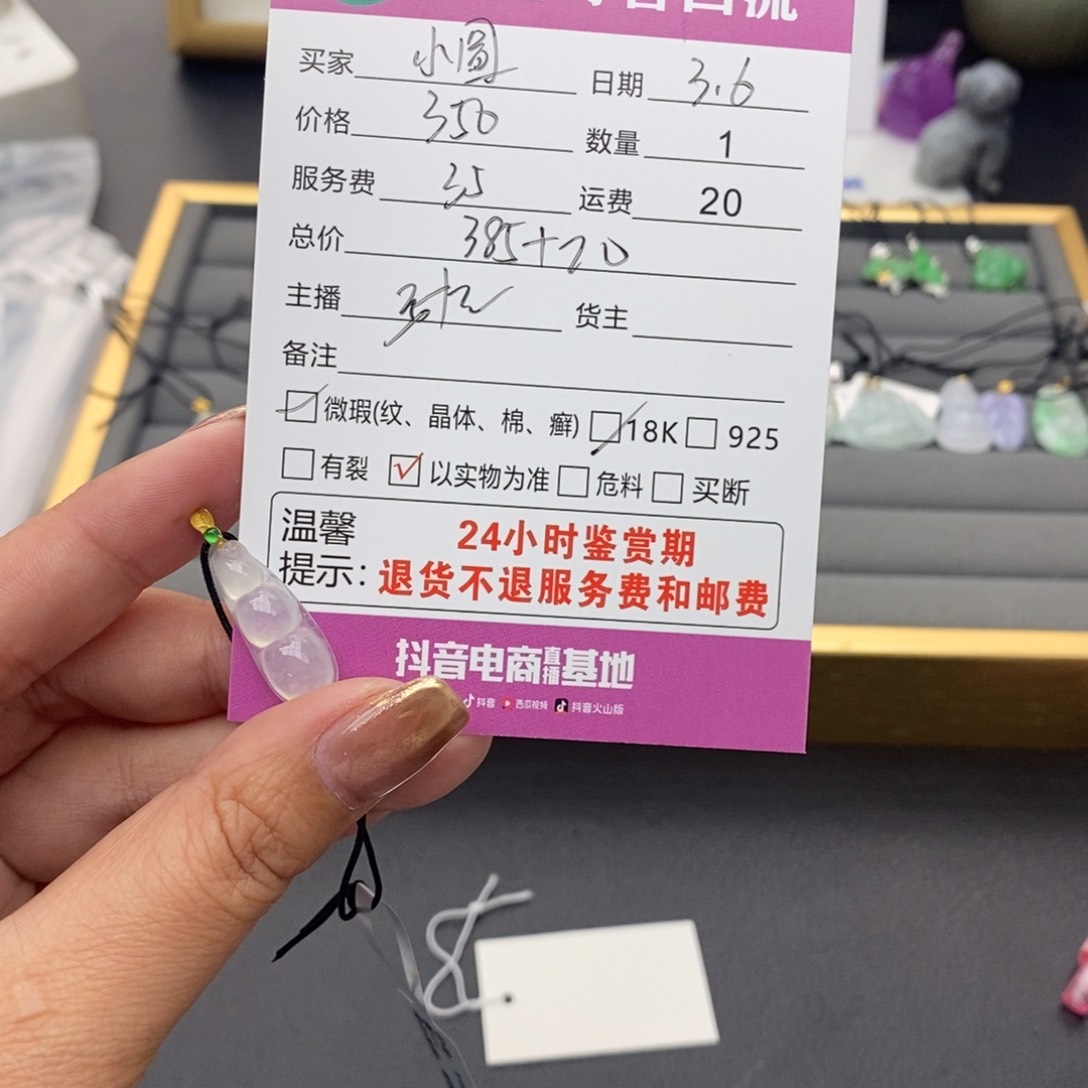 买家 小圆 日期 3.6
价格 350 数量 1
服务费 35 运费 20
总价 385+20
主播 货主
备注
微瑕(纹、晶体、棉、癣) 18K 925
有裂 以实物为准 危料 买断
温馨提示:
24小时鉴赏期
退货不退服务费和邮费
抖音电商直播基地
抖音 西瓜视频 抖音火山版